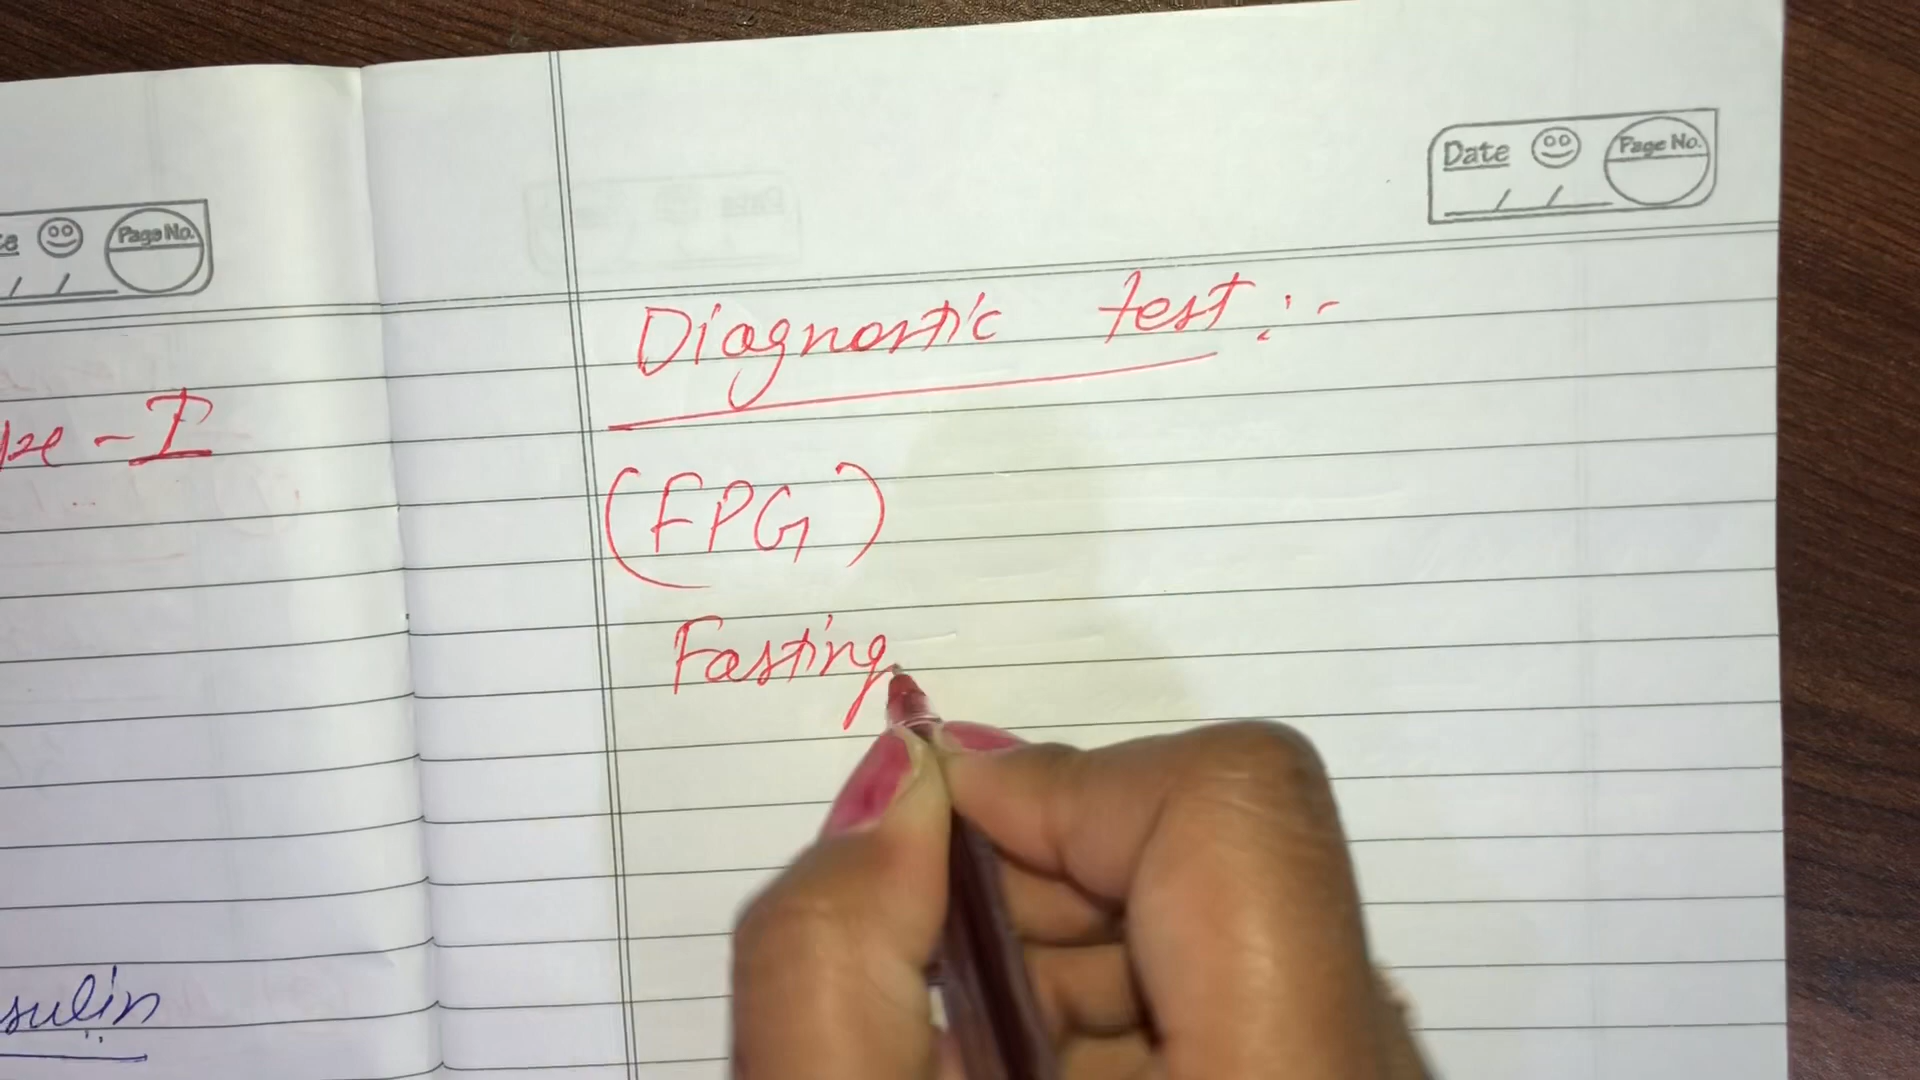 Page No.
- I
sulin
Date Page No.
Diagnostic test :-
(FPG)
Fasting